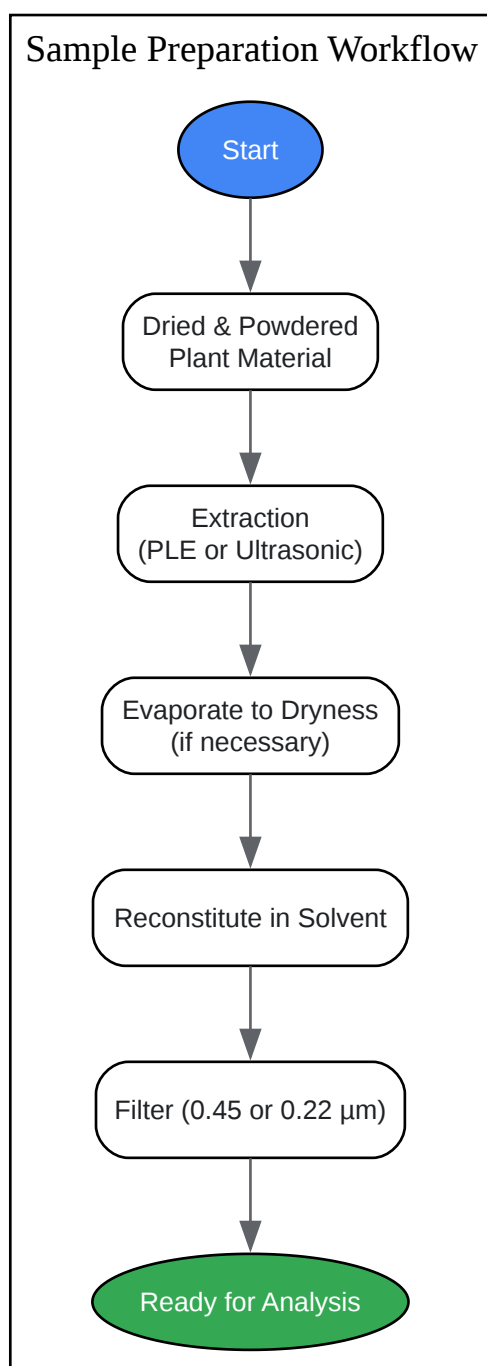 Sample Preparation Workflow
Start
Dried & Powdered
Plant Material
Extraction
(PLE or Ultrasonic)
Evaporate to Dryness
(if necessary)
Reconstitute in Solvent
Filter (0.45 or 0.22 µm)
Ready for Analysis